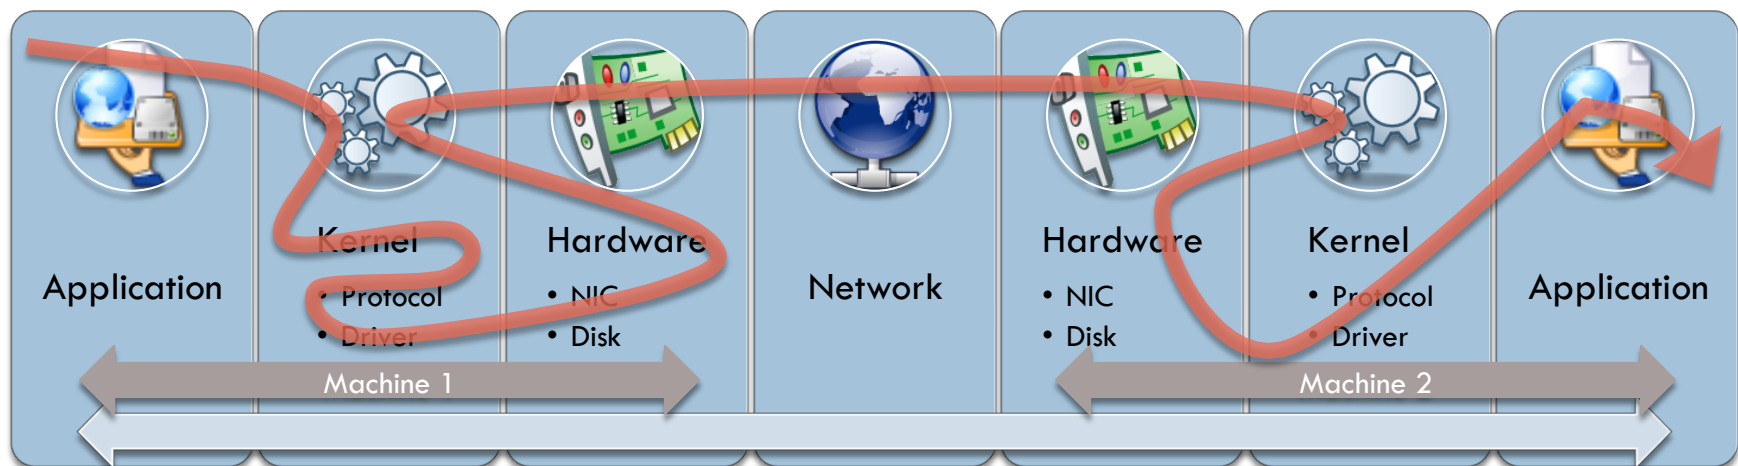 Application
Kernel
• Protocol
• Driver
Hardware
• NIC
• Disk
Network
Hardware
• NIC
• Disk
Kernel
• Protocol
• Driver
Application
Machine 1
Machine 2